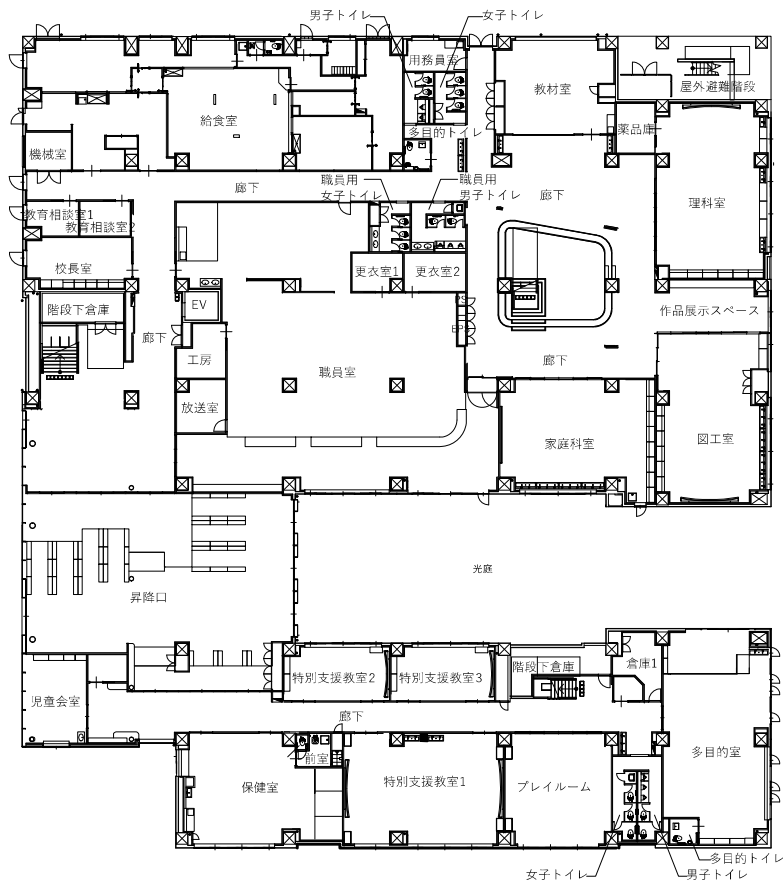 男子トイレ
女子トイレ
用務員室
教材室
屋外避難階段
給食室
多目的トイレ
薬品庫
機械室
廊下
職員用
女子トイレ
職員用
男子トイレ
廊下
理科室
教育相談室1
教育相談室2
校長室
更衣室1
更衣室2
階段下倉庫
EV
PS
EPS
作品展示スペース
廊下
工房
職員室
廊下
放送室
家庭科室
図工室
光庭
昇降口
特別支援教室2
特別支援教室3
階段下倉庫
倉庫1
児童会室
廊下
前室
多目的室
保健室
特別支援教室1
プレイルーム
多目的トイレ
女子トイレ
男子トイレ